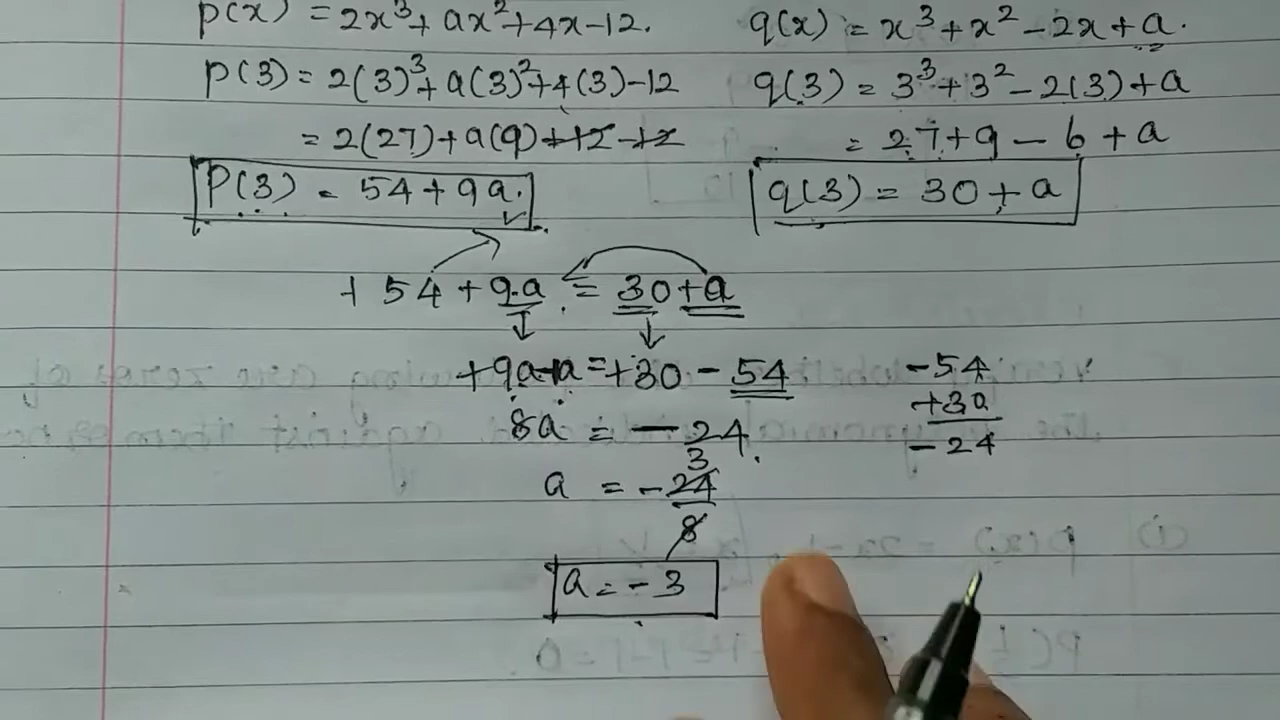 p(x) = 2x³ + ax² + 4x - 12.
q(x) = x³ + x² - 2x + a.
p(3) = 2(3)³ + a(3)² + 4(3) - 12
q(3) = 3³ + 3² - 2(3) + a
= 2(27) + a(9) + 12 - 12
= 27 + 9 - 6 + a
P(3) = 54 + 9a.
q(3) = 30 + a
+ 54 + 9a = 30 + a
+9a - a = +30 - 54
8a = -24.
a = -24/8
3
a = -3
-54
+30
-24